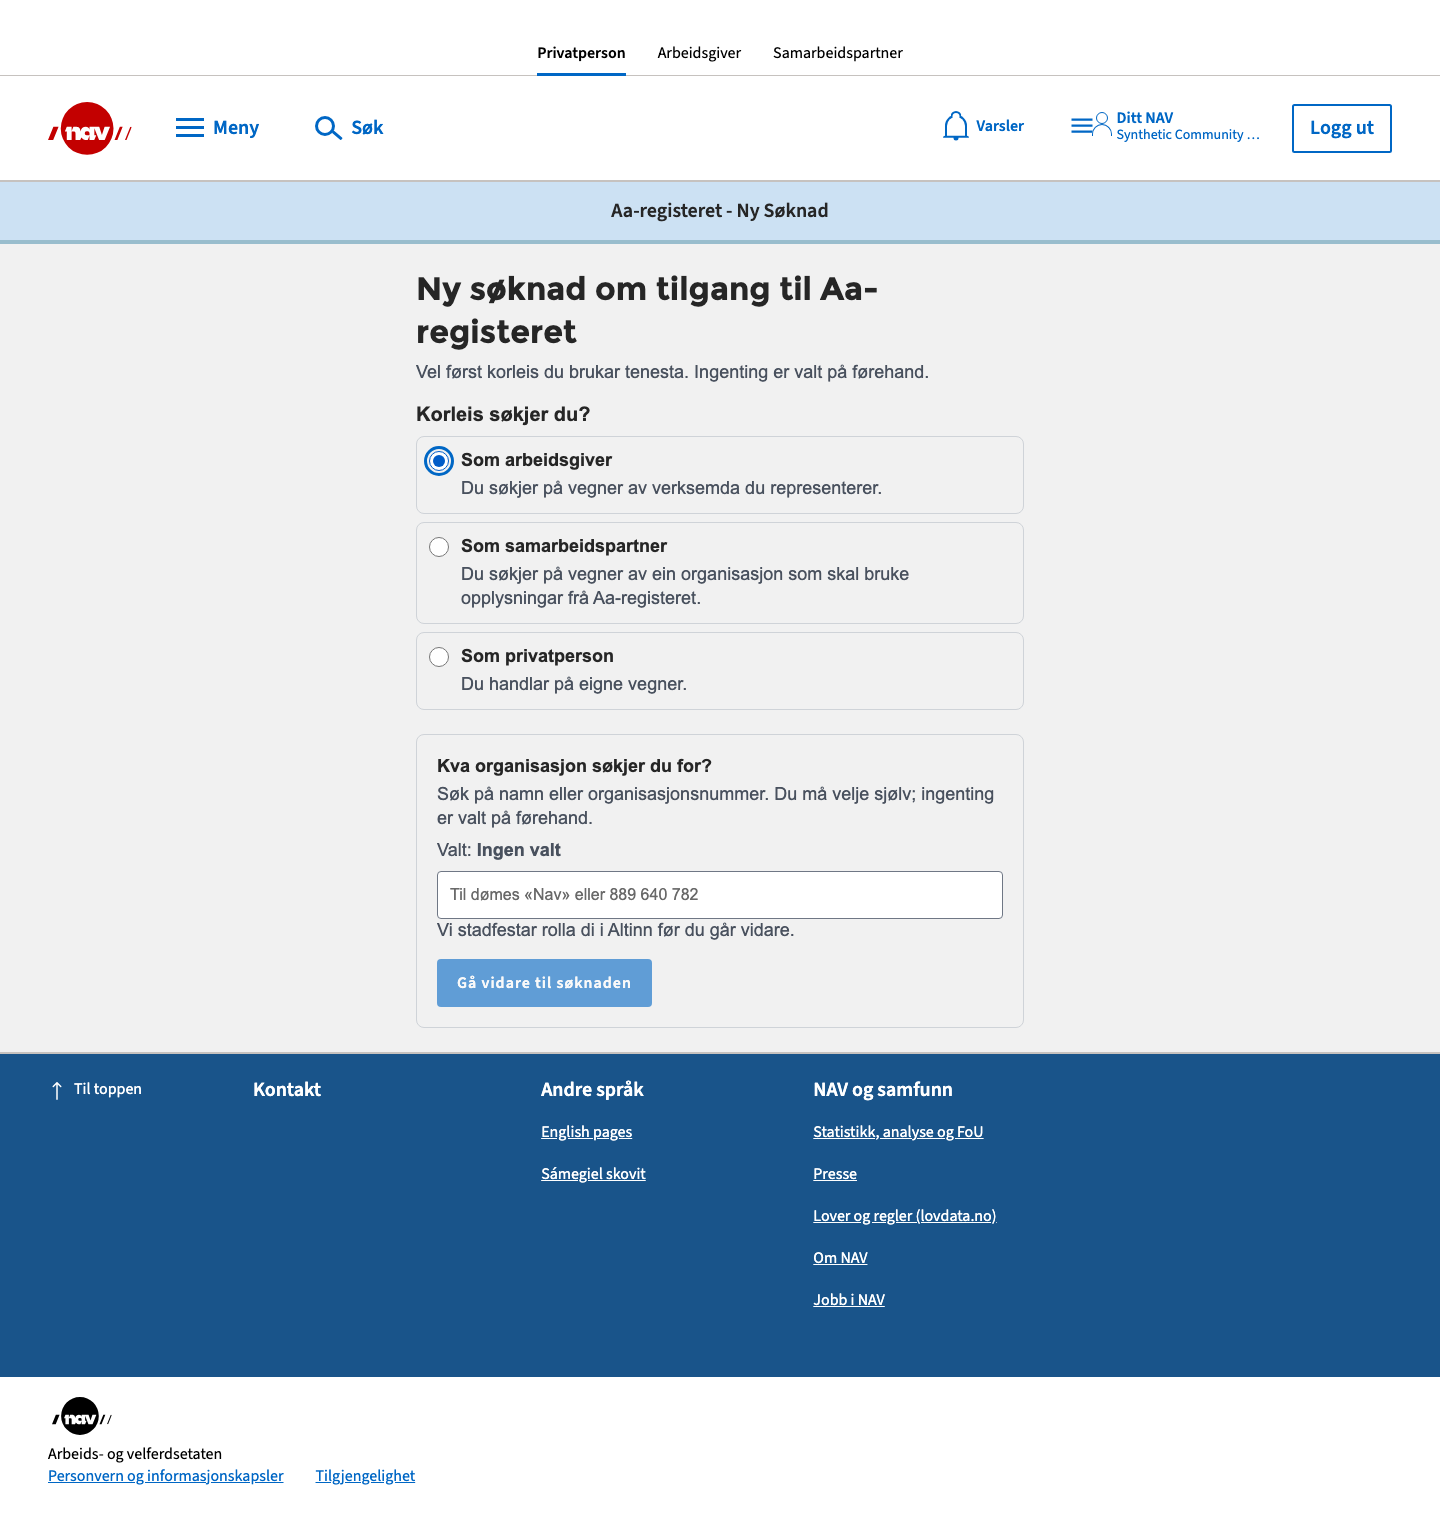 Privatperson Arbeidsgiver Samarbeidspartner
nav
Meny
Søk
Varsler
Ditt NAV
Synthetic Community ...
Logg ut
Aa-registeret - Ny Søknad
Ny søknad om tilgang til Aa-
registeret
Vel først korleis du brukar tenesta. Ingenting er valt på førehand.
Korleis søkjer du?
Som arbeidsgiver
Du søkjer på vegner av verksemda du representerer.
Som samarbeidspartner
Du søkjer på vegner av ein organisasjon som skal bruke
opplysningar frå Aa-registeret.
Som privatperson
Du handlar på eigne vegner.
Kva organisasjon søkjer du for?
Søk på namn eller organisasjonsnummer. Du må velje sjølv; ingenting
er valt på førehand.
Valt: Ingen valt
Til dømes «Nav» eller 889 640 782
Vi stadfestar rolla di i Altinn før du går vidare.
Gå vidare til søknaden
Til toppen
Kontakt
Andre språk
English pages
Sámegiel skovit
NAV og samfunn
Statistikk, analyse og FoU
Presse
Lover og regler (lovdata.no)
Om NAV
Jobb i NAV
nav
Arbeids- og velferdsetaten
Personvern og informasjonskapsler Tilgjengelighet